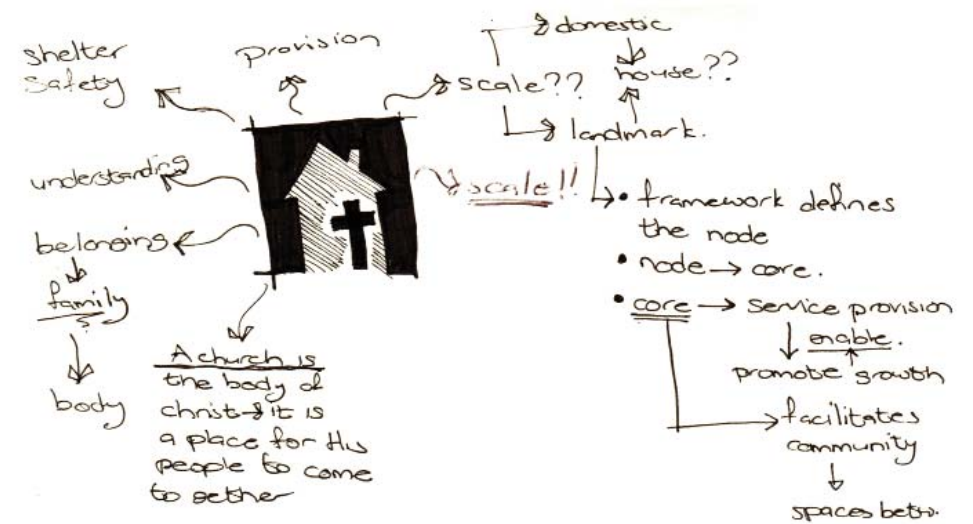 shelter
safety
provision
understanding
belonging
family
body
A church is
the body of
christ → it is
a place for His
people to come
together
scale??
domestic
house??
landmark.
scale!!
• framework defines
the node
• node → core.
• core → service provision
enable.
promote growth
facilitates
community
spaces betw.